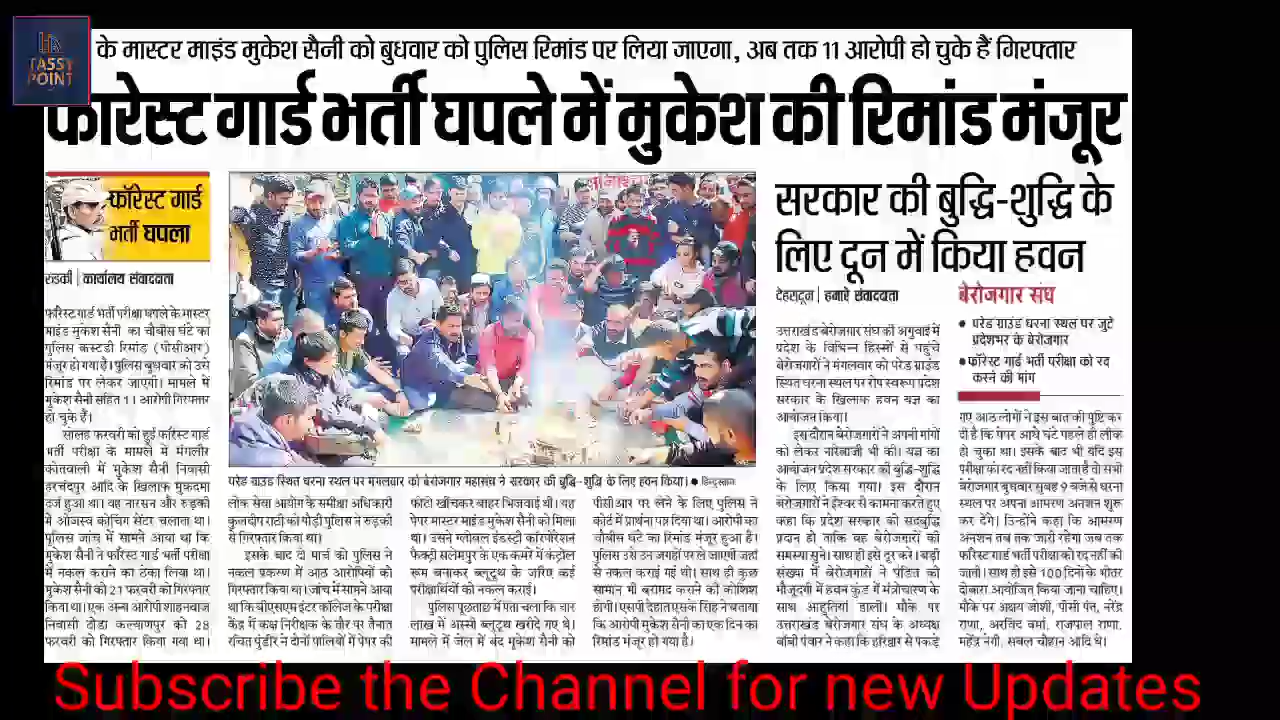 TASSY
POINT
के मास्टर माइंड मुकेश सैनी को बुधवार को पुलिस रिमांड पर लिया जाएगा, अब तक 11 आरोपी हो चुके हैं गिरफ्तार
फॉरेस्ट गार्ड भर्ती घपले में मुकेश की रिमांड मंजूर
फॉरेस्ट गार्ड
भर्ती घपला
रुड़की | कार्यालय संवाददाता
फॉरेस्ट गार्ड भर्ती परीक्षा घपले के मास्टर
माइंड मुकेश सैनी का चौबीस घंटे का
पुलिस कस्टडी रिमांड (पीसीआर)
मंजूर हो गया है। पुलिस बुधवार को उसे
रिमांड पर लेकर जाएगी। मामले में
मुकेश सैनी सहित 11 आरोपी गिरफ्तार
हो चुके हैं।
सोलह फरवरी को हुई फॉरेस्ट गार्ड
भर्ती परीक्षा के मामले में मंगलौर
कोतवाली में मुकेश सैनी निवासी
हरचंदपुर आदि के खिलाफ मुकदमा
दर्ज हुआ था। वह नारसन और रुड़की
में ओजस्व कोचिंग सेंटर चलाता था।
पुलिस जांच में सामने आया था कि
मुकेश सैनी ने फॉरेस्ट गार्ड भर्ती परीक्षा
में नकल कराने का ठेका लिया था।
मुकेश सैनी को 21 फरवरी को गिरफ्तार
किया था। एक अन्य आरोपी शाहनवाज
निवासी ढोडा कल्याणपुर को 28
फरवरी को गिरफ्तार किया गया था।
परेड ग्राउंड स्थित धरना स्थल पर मंगलवार को बेरोजगार महासंघ ने सरकार की बुद्धि-शुद्धि के लिए हवन किया। ● हिन्दुस्तान
लोक सेवा आयोग के समीक्षा अधिकारी
कुलदीप राठी को पौड़ी पुलिस ने रुड़की
से गिरफ्तार किया था।
इसके बाद दो मार्च को पुलिस ने
नकल प्रकरण में आठ आरोपियों को
गिरफ्तार किया था। जांच में सामने आया
था कि बीएसएम इंटर कॉलेज के परीक्षा
केंद्र में कक्ष निरीक्षक के तौर पर तैनात
रचित पुंडीर ने दोनों पालियों में पेपर की
फोटो खींचकर बाहर भिजवाई थी। यह
पेपर मास्टर माइंड मुकेश सैनी को मिला
था। उसने ग्लोबल इंडस्ट्री कॉरपोरेशन
फैक्ट्री सलेमपुर के एक कमरे में कंट्रोल
रूम बनाकर ब्लूटूथ के जरिए कई
परीक्षार्थियों को नकल कराई।
पुलिस पूछताछ में पता चला कि चार
लाख में अस्सी ब्लूटूथ खरीदे गए थे।
मामले में जेल में बंद मुकेश सैनी को
पीसीआर पर लेने के लिए पुलिस ने
कोर्ट में प्रार्थना पत्र दिया था। आरोपी का
चौबीस घंटे का रिमांड मंजूर हुआ है।
पुलिस उसे उन जगहों पर ले जाएगी जहां
से नकल कराई गई थी। साथ ही कुछ
सामान भी बरामद कराने की कोशिश
होगी। एसपी देहात एसके सिंह ने बताया
कि आरोपी मुकेश सैनी का एक दिन का
रिमांड मंजूर हो गया है।
सरकार की बुद्धि-शुद्धि के
लिए दून में किया हवन
देहरादून | हमारे संवाददाता
उत्तराखंड बेरोजगार संघ की अगुवाई में
प्रदेश के विभिन्न हिस्सों से पहुंचे
बेरोजगारों ने मंगलवार को परेड ग्राउंड
स्थित धरना स्थल पर रोष स्वरूप प्रदेश
सरकार के खिलाफ हवन यज्ञ का
आयोजन किया।
इस दौरान बेरोजगारों ने अपनी मांगों
को लेकर नारेबाजी भी की। यज्ञ का
आयोजन प्रदेश सरकार की बुद्धि-शुद्धि
के लिए किया गया। इस दौरान
बेरोजगारों ने ईश्वर से कामना करते हुए
कहा कि प्रदेश सरकार को सदबुद्धि
प्रदान हो ताकि वह बेरोजगारों की
समस्या सुने। साथ ही इसे दूर करे। बड़ी
संख्या में बेरोजगारों ने पंडित की
मौजूदगी में हवन कुंड में मंत्रोचारण के
साथ आहुतियां डाली। मौके पर
उत्तराखंड बेरोजगार संघ के अध्यक्ष
बॉबी पंवार ने कहा कि हरिद्वार से पकड़े
बेरोजगार संघ
● परेड ग्राउंड धरना स्थल पर जुटे
प्रदेशभर के बेरोजगार
● फॉरेस्ट गार्ड भर्ती परीक्षा को रद
करने की मांग
गए आठ लोगों ने इस बात की पुष्टि कर
दी है कि पेपर आधे घंटे पहले ही लीक
हो चुका था। इसके बाद भी यदि इस
परीक्षा को रद नहीं किया जाता है तो सभी
बेरोजगार बुधवार सुबह 9 बजे से धरना
स्थल पर अपना आमरण अनशन शुरू
कर देंगे। उन्होंने कहा कि आमरण
अनशन तब तक जारी रहेगा जब तक
फॉरेस्ट गार्ड भर्ती परीक्षा को रद नहीं की
जाती। साथ ही इसे 100 दिनों के भीतर
दोबारा आयोजित किया जाना चाहिए।
मौके पर अक्षय जोशी, पीसी पंत, नरेंद्र
राणा, अरविंद वर्मा, राजपाल राणा,
महेंद्र नेगी, सबल चौहान आदि थे।
Subscribe the Channel for new Updates